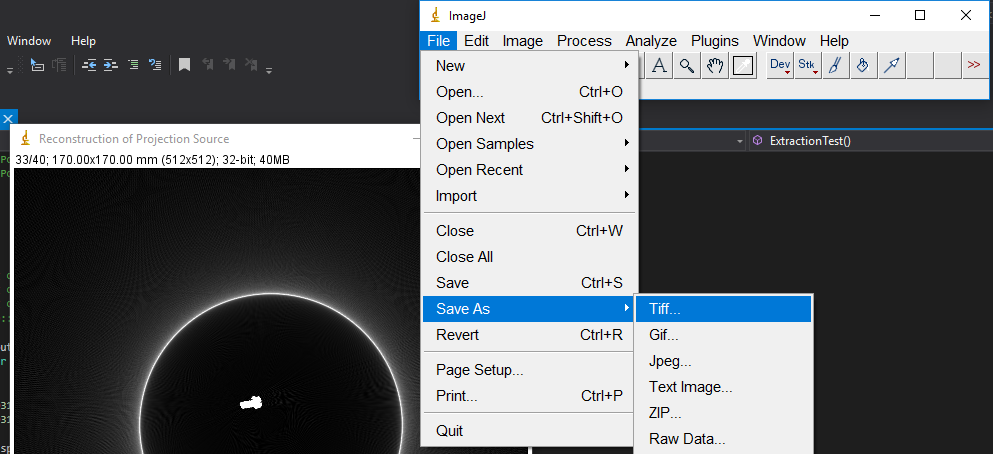 ImageJ
Window Help
File Edit Image Process Analyze Plugins Window Help
Dev Stk >>
New
Open... Ctrl+O
Open Next Ctrl+Shift+O
Open Samples
Open Recent
Import
Close Ctrl+W
Close All
Save Ctrl+S
Save As
Revert Ctrl+R
Page Setup...
Print... Ctrl+P
Quit
Tiff...
Gif...
Jpeg...
Text Image...
ZIP...
Raw Data...
Reconstruction of Projection Source
33/40; 170.00x170.00 mm (512x512); 32-bit; 40MB
ExtractionTest()